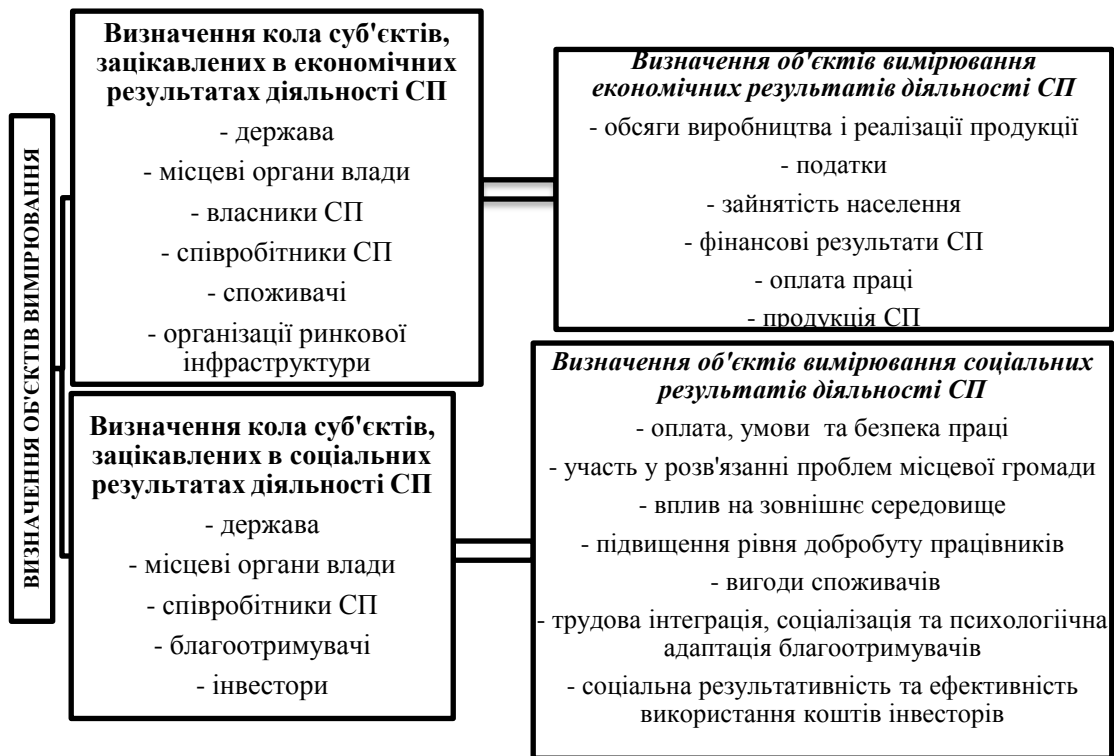 ВИЗНАЧЕННЯ ОБ'ЄКТІВ ВИМІРЮВАННЯ
Визначення кола суб'єктів,
зацікавлених в економічних
результатах діяльності СП
- держава
- місцеві органи влади
- власники СП
- співробітники СП
- споживачі
- організації ринкової
інфраструктури
Визначення об'єктів вимірювання
економічних результатів діяльності СП
- обсяги виробництва і реалізації продукції
- податки
- зайнятість населення
- фінансові результати СП
- оплата праці
- продукція СП
Визначення кола суб'єктів,
зацікавлених в соціальних
результатах діяльності СП
- держава
- місцеві органи влади
- співробітники СП
- благоотримувачі
- інвестори
Визначення об'єктів вимірювання соціальних
результатів діяльності СП
- оплата, умови  та безпека праці
- участь у розв'язанні проблем місцевої громади
- вплив на зовнішнє середовище
- підвищення рівня добробуту працівників
- вигоди споживачів
- трудова інтеграція, соціалізація та психологіічна
адаптація благоотримувачів
- соціальна результативність та ефективність
використання коштів інвесторів